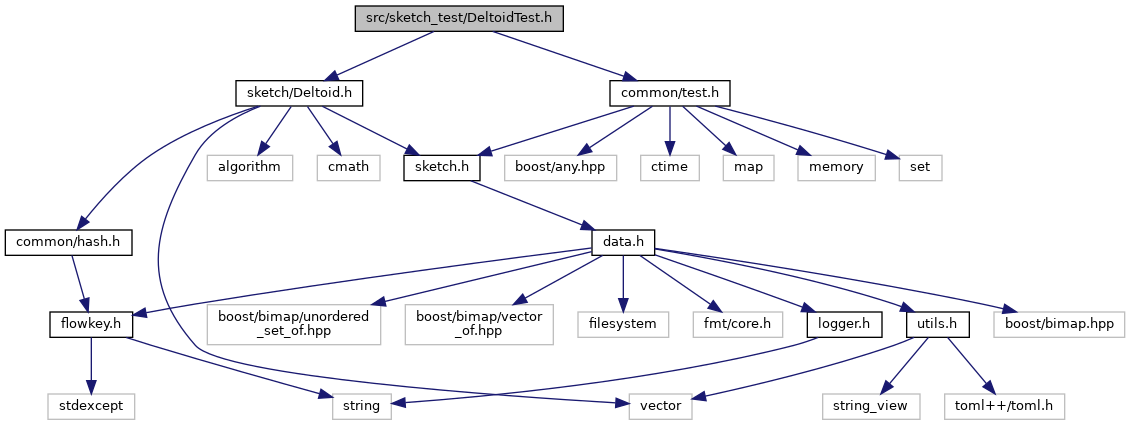 src/sketch_test/DeltoidTest.h
sketch/Deltoid.h
common/test.h
algorithm
cmath
sketch.h
boost/any.hpp
ctime
map
memory
set
common/hash.h
data.h
flowkey.h
boost/bimap/unordered
_set_of.hpp
boost/bimap/vector
_of.hpp
filesystem
fmt/core.h
logger.h
utils.h
boost/bimap.hpp
stdexcept
string
vector
string_view
toml++/toml.h